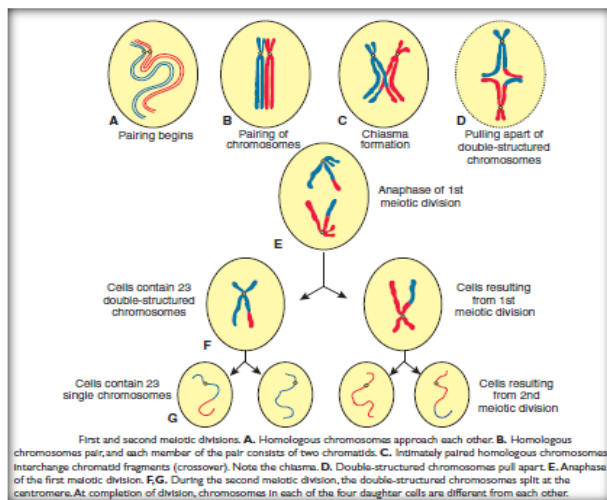 A
Pairing begins
B
Pairing of
chromosomes
C
Chiasma
formation
D
Pulling apart of
double-structured
chromosomes
E
Anaphase of 1st
meiotic division
Cells contain 23
double-structured
chromosomes
F
Cells resulting
from 1st
meiotic division
Cells contain 23
single chromosomes
G
Cells resulting
from 2nd
meiotic division
First and second meiotic divisions. A. Homologous chromosomes approach each other. B. Homologous
chromosomes pair, and each member of the pair consists of two chromatids. C. Intimately paired homologous chromosomes
interchange chromatid fragments (crossover). Note the chiasma. D. Double-structured chromosomes pull apart. E. Anaphase
of the first meiotic division. F,G. During the second meiotic division, the double-structured chromosomes split at the
centromere. At completion of division, chromosomes in each of the four daughter cells are different from each other.